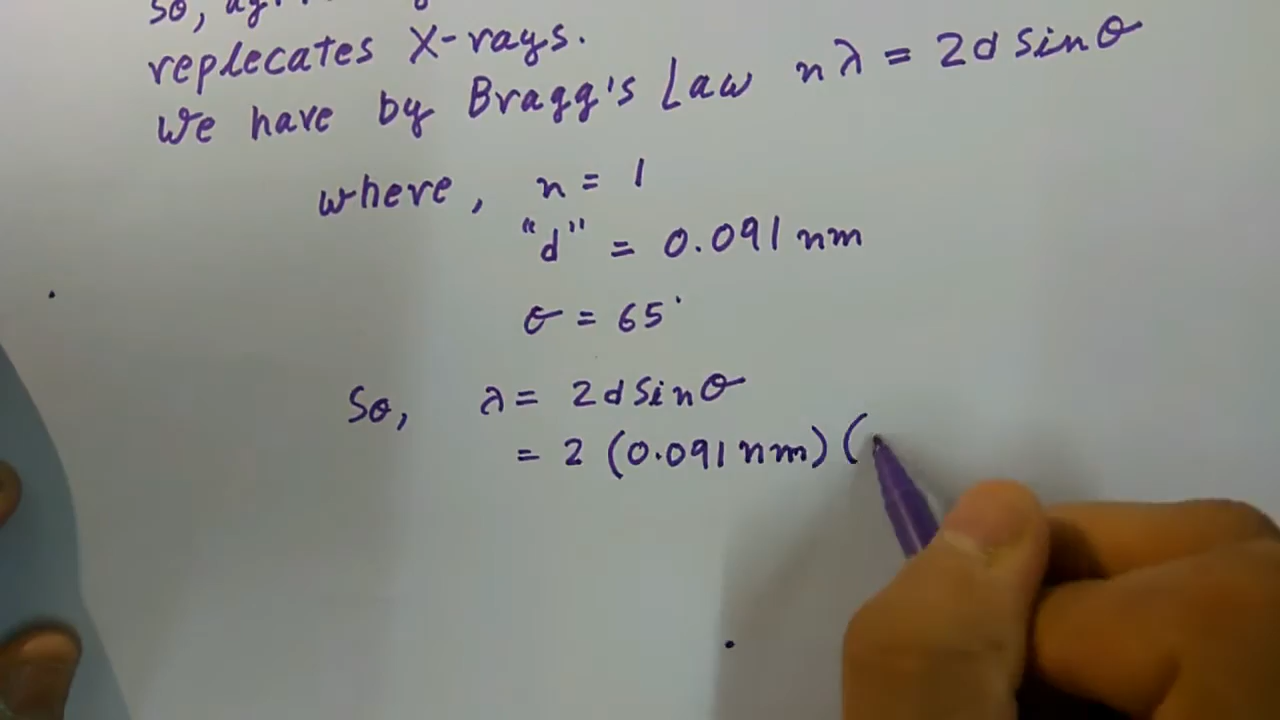 so,
replecates X-rays.
We have by Bragg's Law nλ = 2d sinθ
where, n = 1
"d" = 0.091 nm
θ = 65°
So, λ = 2d sinθ
= 2 (0.091 nm) (